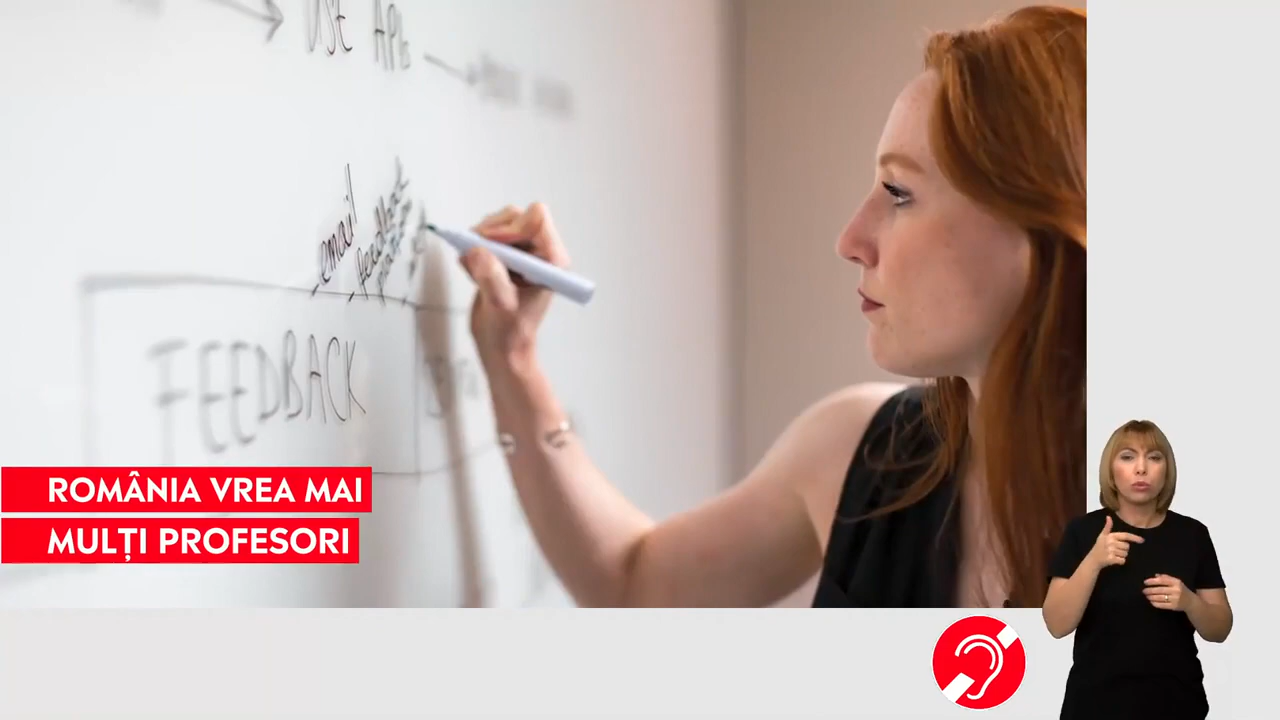 USE APIs
email
feedback
FEEDBACK
ROMÂNIA VREA MAI
MULȚI PROFESORI